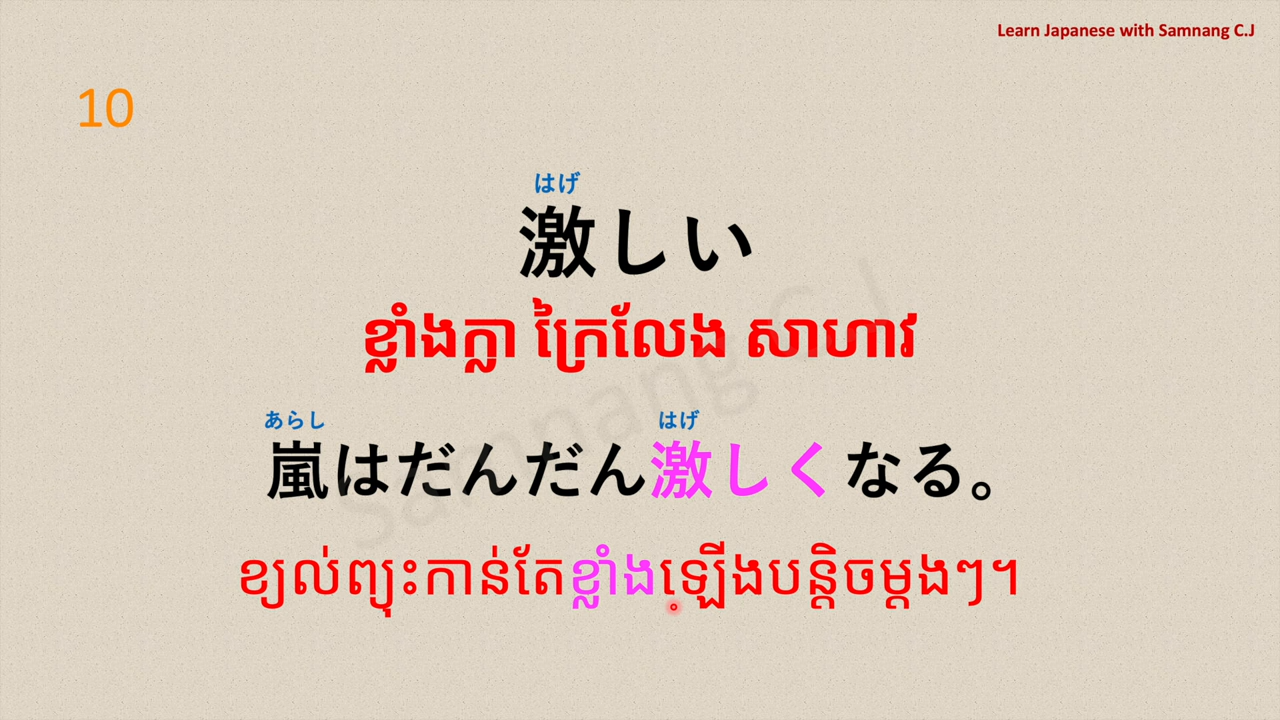 Learn Japanese with Samnang C.J
10
はげ
激しい
ខ្លាំងក្លា ក្រៃលែង សាហាវ
あらし はげ
嵐はだんだん激しくなる。
ខ្យល់ព្យុះកាន់តែខ្លាំងឡើងបន្តិចម្ដងៗ។
Samnang C.J